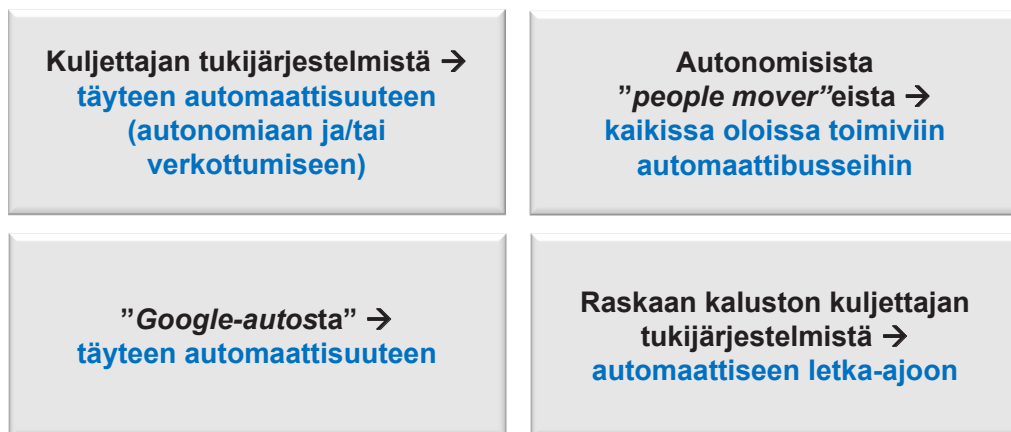 Kuljettajan tukijärjestelmistä →
täyteen automaattisuuteen
(autonomiaan ja/tai
verkottumiseen)
Autonomisista
”people mover”eista →
kaikissa oloissa toimiviin
automaattibusseihin
”Google-autosta” →
täyteen automaattisuuteen
Raskaan kaluston kuljettajan
tukijärjestelmistä →
automaattiseen letka-ajoon